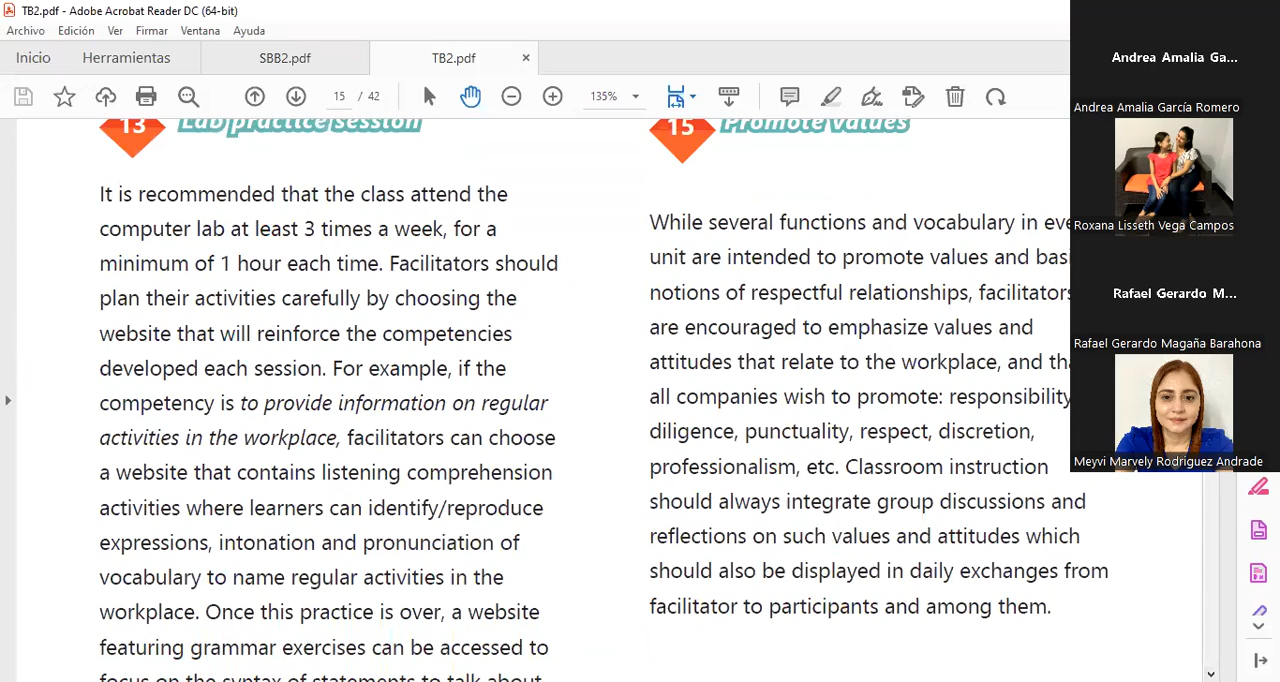 TB2.pdf - Adobe Acrobat Reader DC (64-bit)
Archivo Edición Ver Firmar Ventana Ayuda
Inicio Herramientas SBB2.pdf TB2.pdf ×
15 / 42 135%
13 Lab practice session
It is recommended that the class attend the
computer lab at least 3 times a week, for a
minimum of 1 hour each time. Facilitators should
plan their activities carefully by choosing the
website that will reinforce the competencies
developed each session. For example, if the
competency is to provide information on regular
activities in the workplace, facilitators can choose
a website that contains listening comprehension
activities where learners can identify/reproduce
expressions, intonation and pronunciation of
vocabulary to name regular activities in the
workplace. Once this practice is over, a website
featuring grammar exercises can be accessed to
focus on the syntax of statements to talk about
15 Promote values
While several functions and vocabulary in eve
unit are intended to promote values and basi
notions of respectful relationships, facilitators
are encouraged to emphasize values and
attitudes that relate to the workplace, and tha
all companies wish to promote: responsibility
diligence, punctuality, respect, discretion,
professionalism, etc. Classroom instruction
should always integrate group discussions and
reflections on such values and attitudes which
should also be displayed in daily exchanges from
facilitator to participants and among them.
Andrea Amalia Ga...
Andrea Amalia García Romero
Roxana Lisseth Vega Campos
Rafael Gerardo M...
Rafael Gerardo Magaña Barahona
Meyvi Marvely Rodriguez Andrade